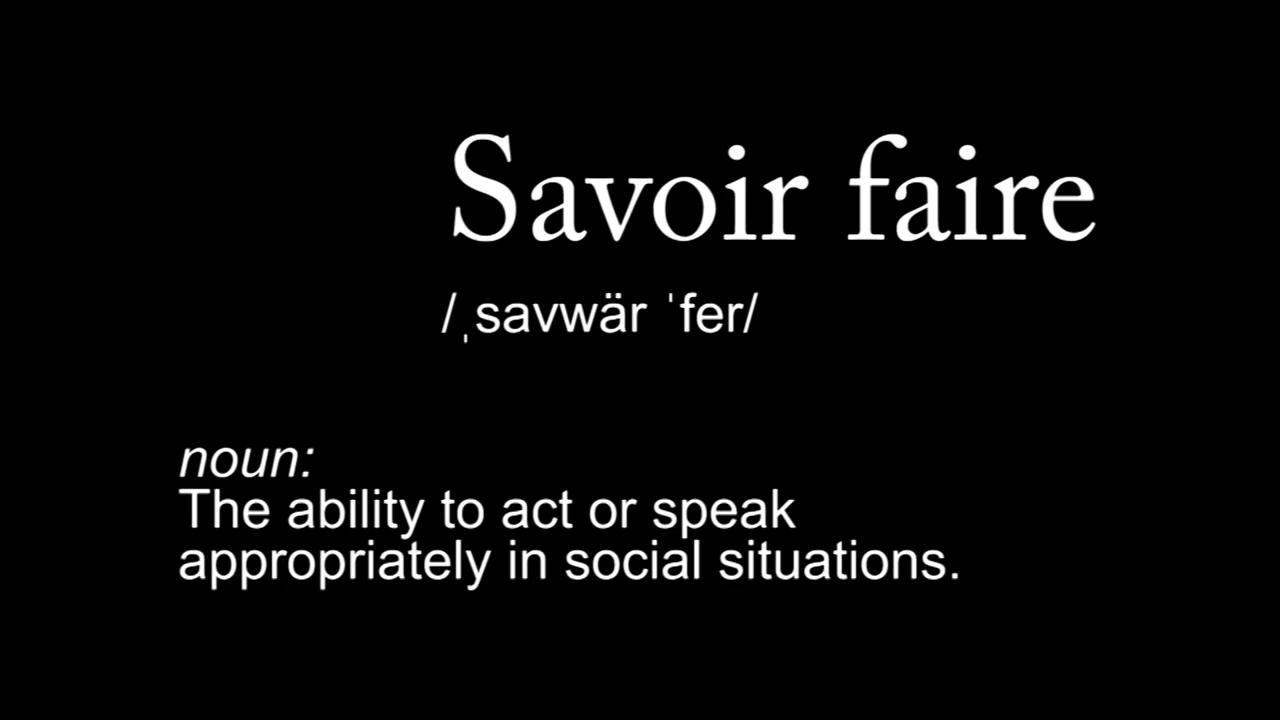 Savoir faire
/ˌsavwär ˈfer/
noun:
The ability to act or speak
appropriately in social situations.